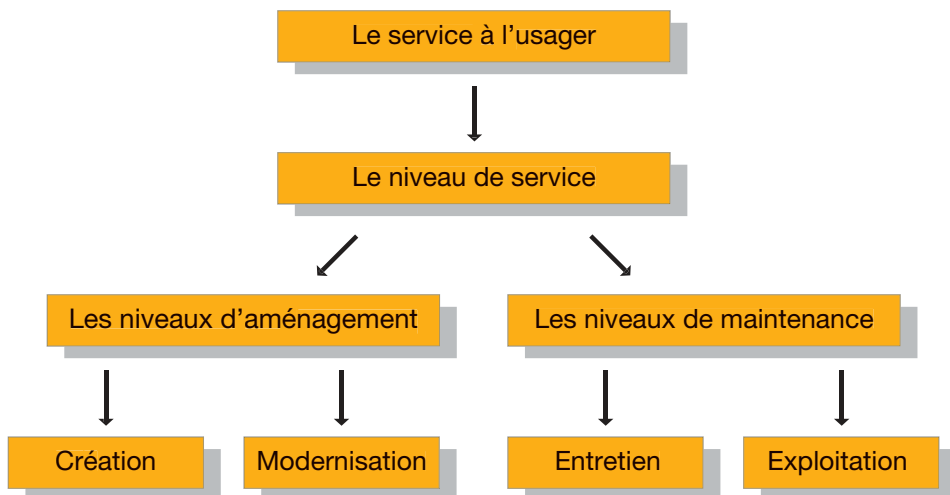 Le service à l’usager
Le niveau de service
Les niveaux d’aménagement
Les niveaux de maintenance
Création
Modernisation
Entretien
Exploitation